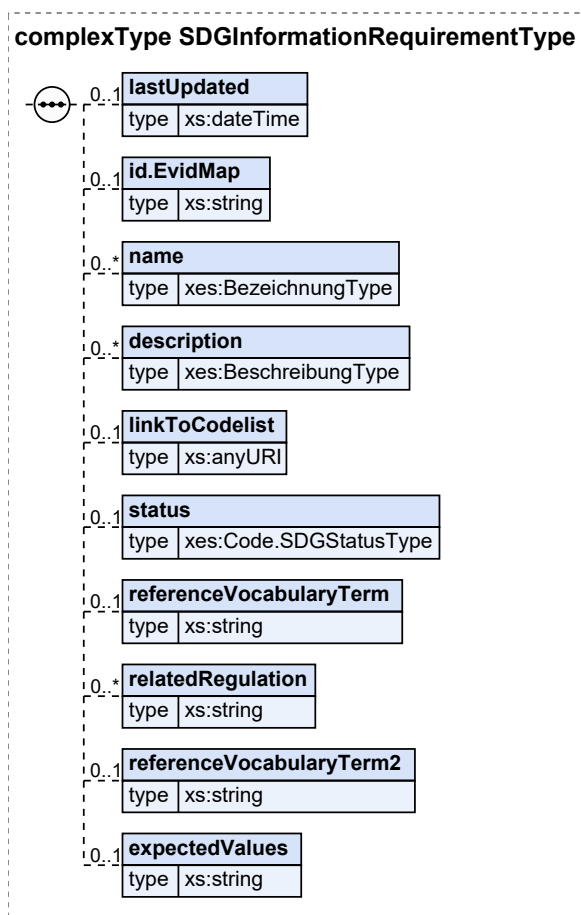 complexType SDGInformationRequirementType
0..1 lastUpdated
type xs:dateTime
0..1 id.EvidMap
type xs:string
0..* name
type xes:BezeichnungType
0..* description
type xes:BeschreibungType
0..1 linkToCodelist
type xs:anyURI
0..1 status
type xes:Code.SDGStatusType
0..1 referenceVocabularyTerm
type xs:string
0..* relatedRegulation
type xs:string
0..1 referenceVocabularyTerm2
type xs:string
0..1 expectedValues
type xs:string